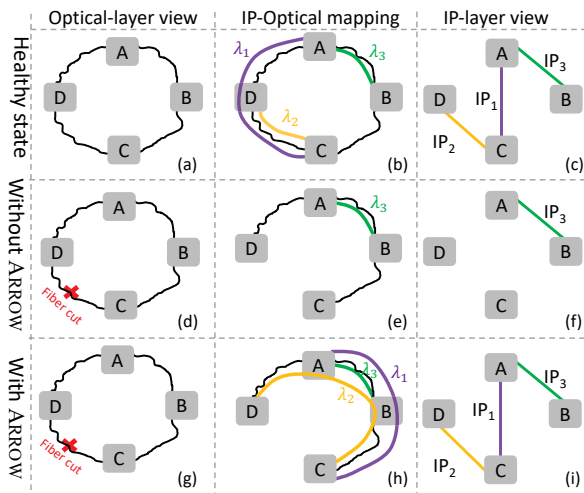 Optical-layer view
IP-Optical mapping
IP-layer view
Healthy state
A
D
B
C
(a)
λ1
A
λ3
D
λ2
B
C
(b)
A
IP3
D
IP1
B
IP2
C
(c)
Without ARROW
A
D
B
Fiber cut
C
(d)
A
λ3
D
B
C
(e)
A
IP3
D
B
C
(f)
With ARROW
A
D
B
Fiber cut
C
(g)
A
λ3
λ1
λ2
D
B
C
(h)
A
IP3
D
IP1
B
IP2
C
(i)